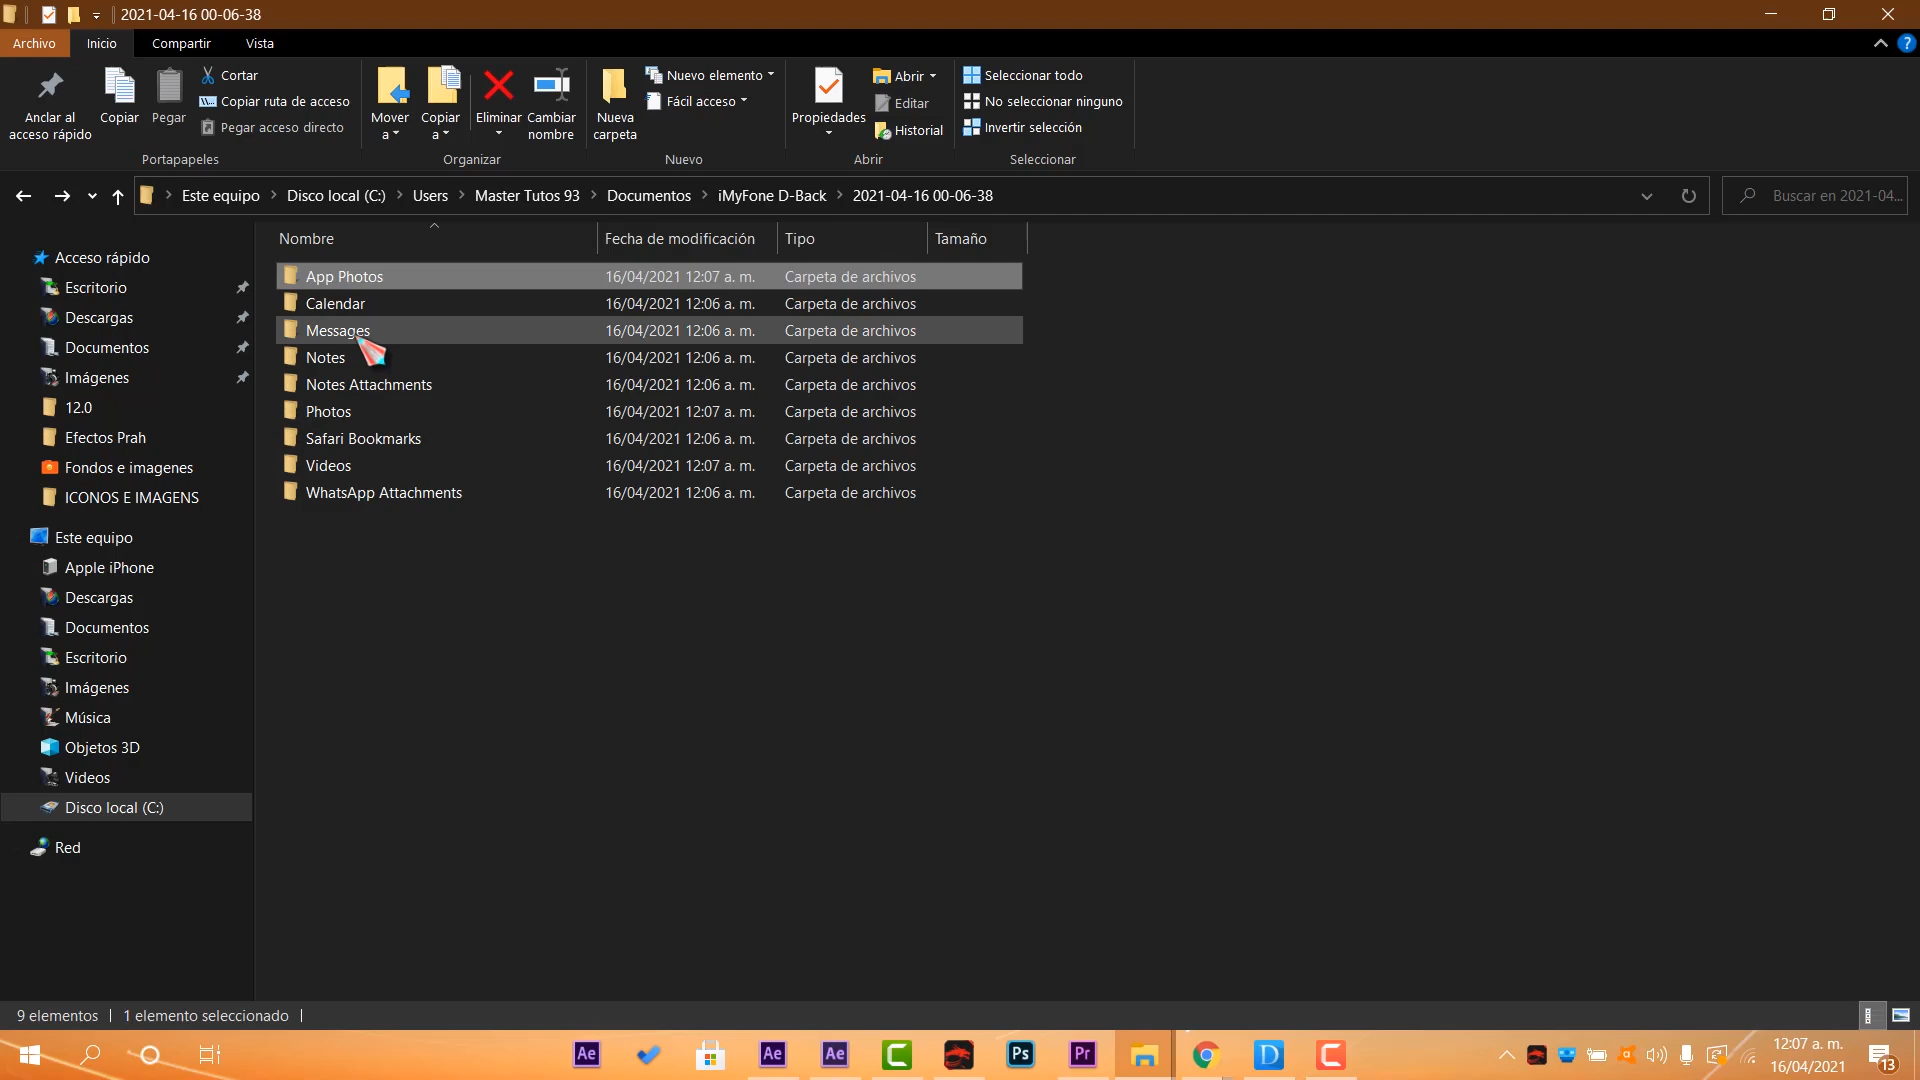 2021-04-16 00-06-38
Archivo Inicio Compartir Vista
Anclar al acceso rápido
Copiar
Pegar
Cortar
Copiar ruta de acceso
Pegar acceso directo
Portapapeles
Mover a
Copiar a
Eliminar
Cambiar nombre
Organizar
Nueva carpeta
Nuevo elemento
Fácil acceso
Nuevo
Propiedades
Abrir
Editar
Historial
Abrir
Seleccionar todo
No seleccionar ninguno
Invertir selección
Seleccionar
Este equipo > Disco local (C:) > Users > Master Tutos 93 > Documentos > iMyFone D-Back > 2021-04-16 00-06-38
Buscar en 2021-04...
Acceso rápido
Escritorio
Descargas
Documentos
Imágenes
12.0
Efectos Prah
Fondos e imagenes
ICONOS E IMAGENS
Este equipo
Apple iPhone
Descargas
Documentos
Escritorio
Imágenes
Música
Objetos 3D
Videos
Disco local (C:)
Red
Nombre Fecha de modificación Tipo Tamaño
App Photos 16/04/2021 12:07 a. m. Carpeta de archivos
Calendar 16/04/2021 12:06 a. m. Carpeta de archivos
Messages 16/04/2021 12:06 a. m. Carpeta de archivos
Notes 16/04/2021 12:06 a. m. Carpeta de archivos
Notes Attachments 16/04/2021 12:06 a. m. Carpeta de archivos
Photos 16/04/2021 12:07 a. m. Carpeta de archivos
Safari Bookmarks 16/04/2021 12:06 a. m. Carpeta de archivos
Videos 16/04/2021 12:07 a. m. Carpeta de archivos
WhatsApp Attachments 16/04/2021 12:06 a. m. Carpeta de archivos
9 elementos | 1 elemento seleccionado |
Ae Ae Ae C Ps Pr D C
12:07 a. m.
16/04/2021
13